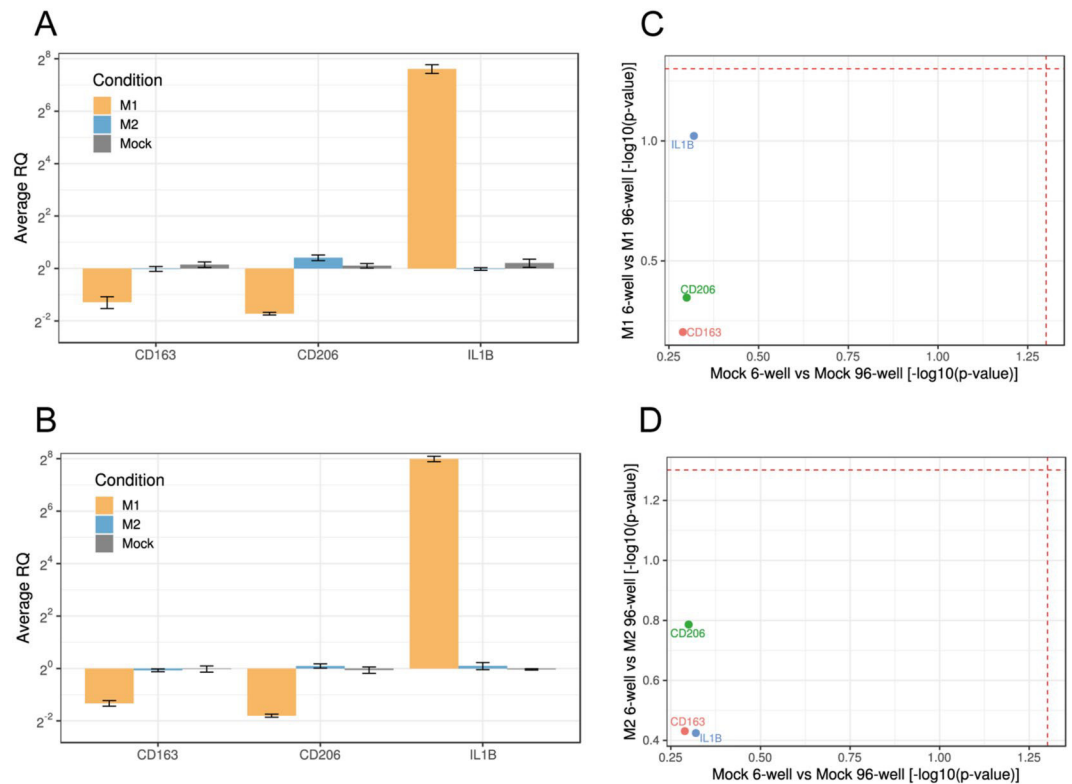 A
Average RQ
2^8
2^6
2^4
2^2
2^0
2^-2
Condition
M1
M2
Mock
CD163 CD206 IL1B
C
M1 6-well vs M1 96-well [-log10(p-value)]
1.0
0.5
IL1B
CD206
CD163
0.25 0.50 0.75 1.00 1.25
Mock 6-well vs Mock 96-well [-log10(p-value)]
B
Average RQ
2^8
2^6
2^4
2^2
2^0
2^-2
Condition
M1
M2
Mock
CD163 CD206 IL1B
D
M2 6-well vs M2 96-well [-log10(p-value)]
1.2
1.0
0.8
0.6
0.4
CD206
CD163
IL1B
0.25 0.50 0.75 1.00 1.25
Mock 6-well vs Mock 96-well [-log10(p-value)]